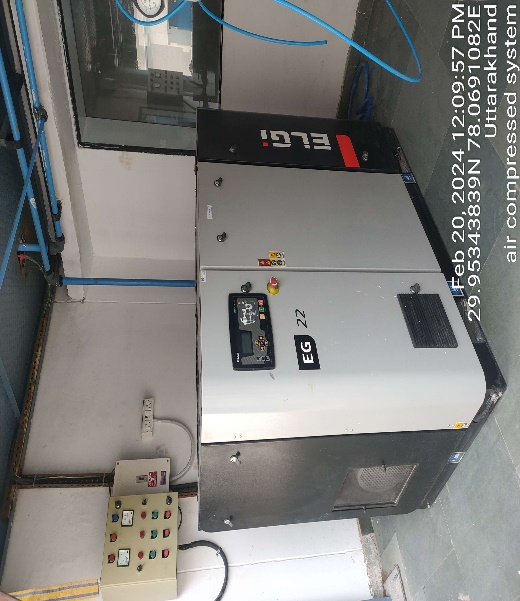 ELGi
EG 22
Feb 20, 2024 12:09:57 PM
29.95343839N 78.0691082E
Uttarakhand
air compressed system